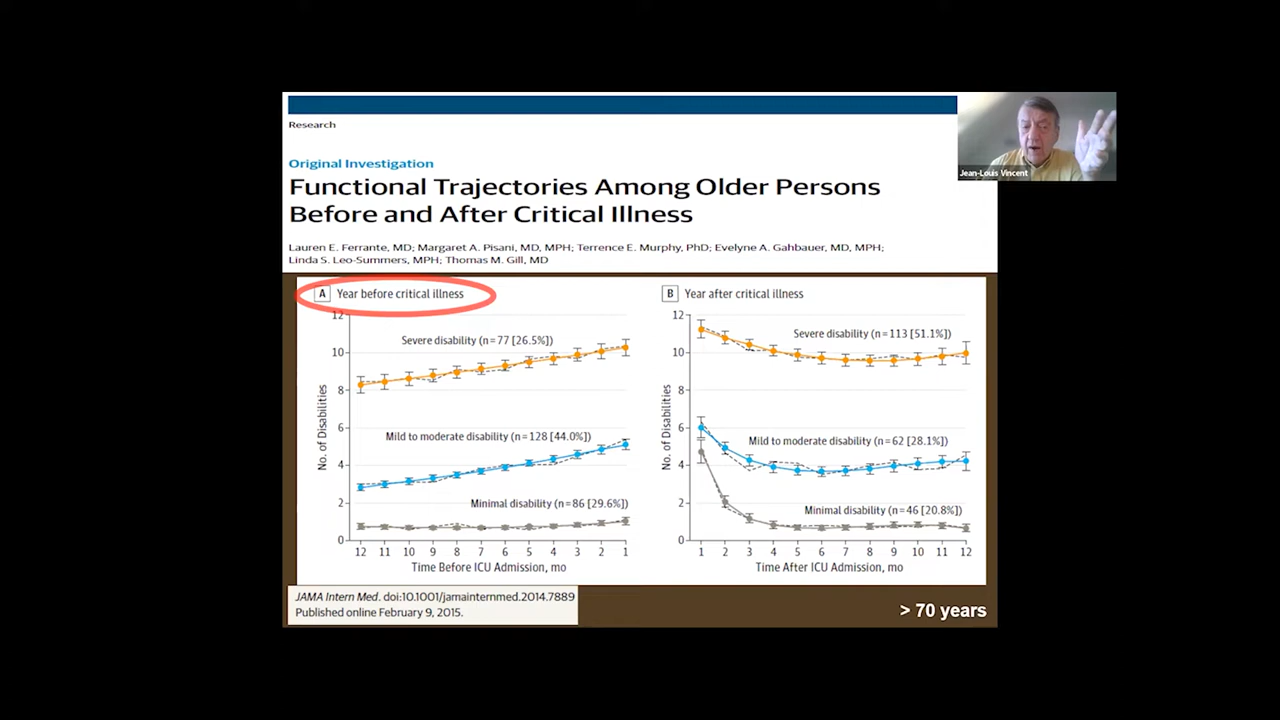 Research
Jean-Louis Vincent
Original Investigation
Functional Trajectories Among Older Persons
Before and After Critical Illness
Lauren E. Ferrante, MD; Margaret A. Pisani, MD, MPH; Terrence E. Murphy, PhD; Evelyne A. Gahbauer, MD, MPH;
Linda S. Leo-Summers, MPH; Thomas M. Gill, MD
A Year before critical illness
No. of Disabilities
12
10
8
6
4
2
0
Severe disability (n=77 [26.5%])
Mild to moderate disability (n=128 [44.0%])
Minimal disability (n=86 [29.6%])
12 11 10 9 8 7 6 5 4 3 2 1
Time Before ICU Admission, mo
B Year after critical illness
No. of Disabilities
12
10
8
6
4
2
0
Severe disability (n=113 [51.1%])
Mild to moderate disability (n=62 [28.1%])
Minimal disability (n=46 [20.8%])
1 2 3 4 5 6 7 8 9 10 11 12
Time After ICU Admission, mo
JAMA Intern Med. doi:10.1001/jamainternmed.2014.7889
Published online February 9, 2015.
> 70 years